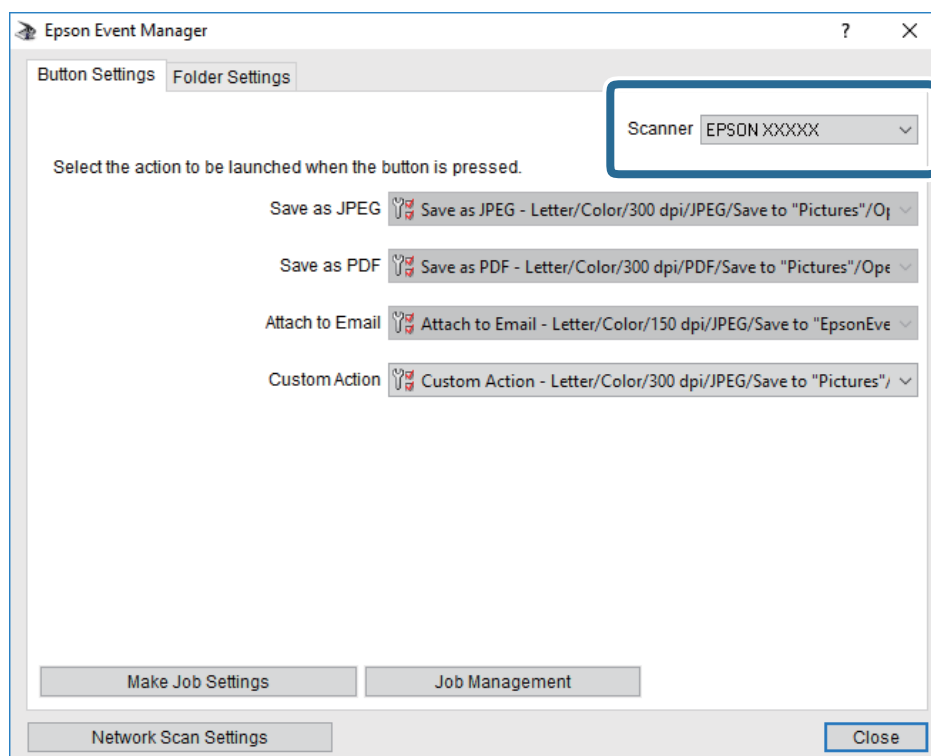 Epson Event Manager
Button Settings Folder Settings
Scanner EPSON XXXXX
Select the action to be launched when the button is pressed.
Save as JPEG Save as JPEG - Letter/Color/300 dpi/JPEG/Save to "Pictures"/Op
Save as PDF Save as PDF - Letter/Color/300 dpi/PDF/Save to "Pictures"/Ope
Attach to Email Attach to Email - Letter/Color/150 dpi/JPEG/Save to "EpsonEve
Custom Action Custom Action - Letter/Color/300 dpi/JPEG/Save to "Pictures"/
Make Job Settings Job Management
Network Scan Settings Close